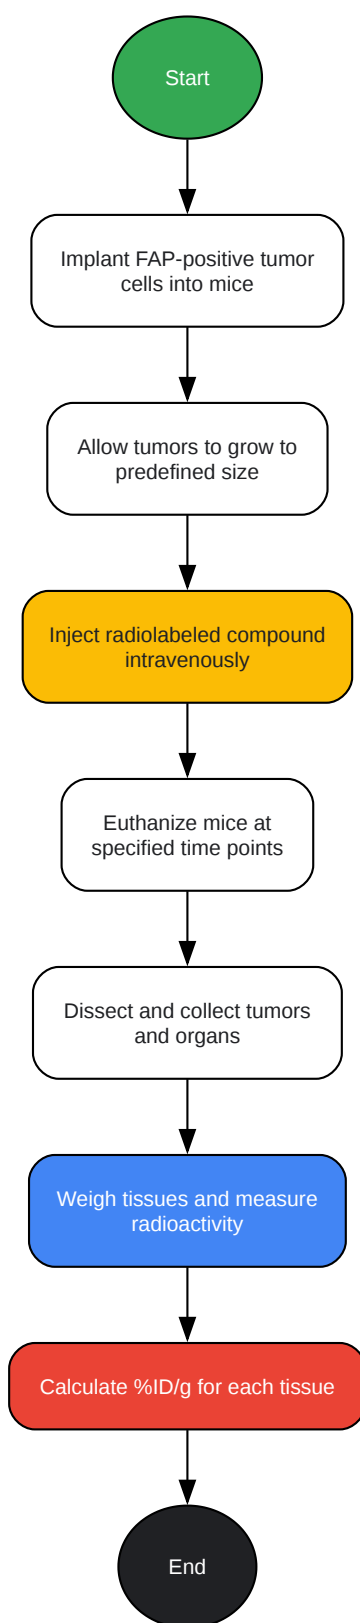 Start
Implant FAP-positive tumor
cells into mice
Allow tumors to grow to
predefined size
Inject radiolabeled compound
intravenously
Euthanize mice at
specified time points
Dissect and collect tumors
and organs
Weigh tissues and measure
radioactivity
Calculate %ID/g for each tissue
End